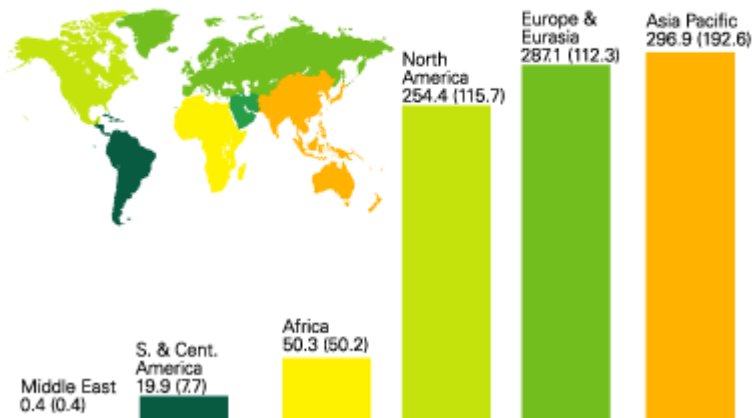 Middle East
0.4 (0.4)
S. & Cent.
America
19.9 (7.7)
Africa
50.3 (50.2)
North
America
254.4 (115.7)
Europe &
Eurasia
287.1 (112.3)
Asia Pacific
296.9 (192.6)